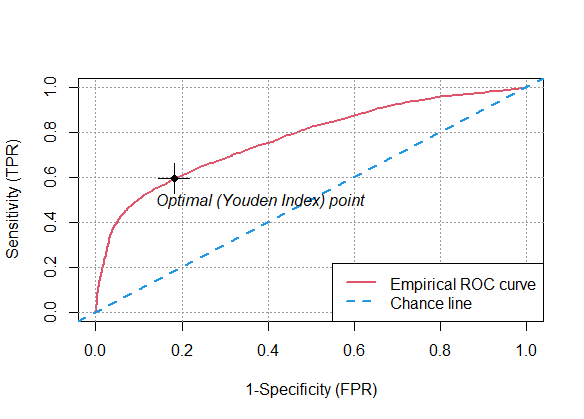 1.0
0.8
0.6
0.4
0.2
0.0
Sensitivity (TPR)
Optimal (Youden Index) point
Empirical ROC curve
Chance line
0.0 0.2 0.4 0.6 0.8 1.0
1-Specificity (FPR)